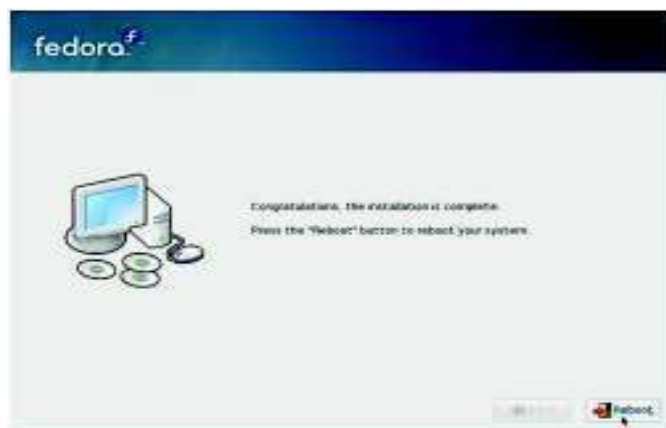 fedora
Congratulations, the installation is complete.
Press the "Reboot" button to reboot your system.
Reboot